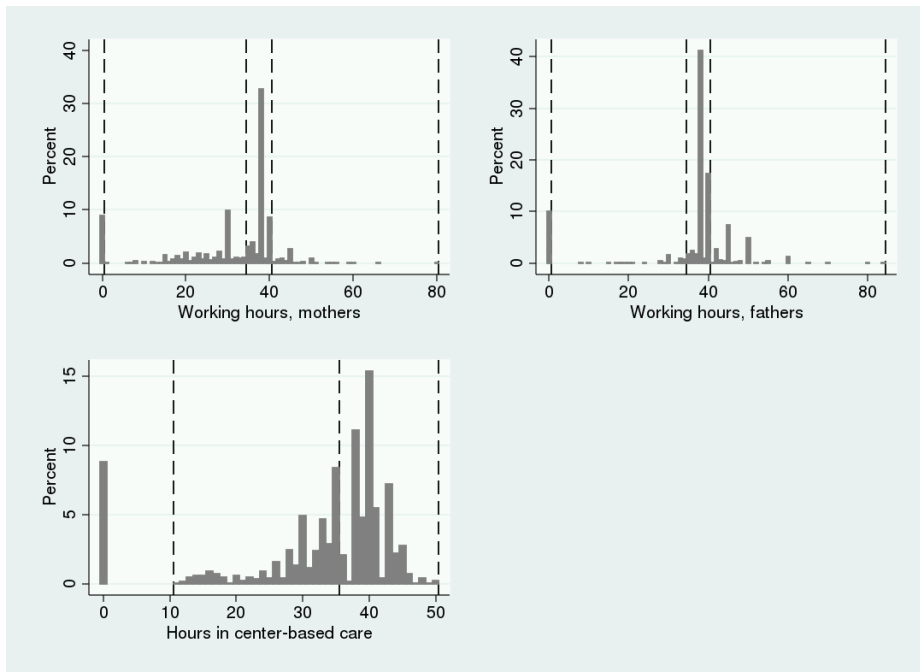 Percent
0 10 20 30 40
0 20 40 60 80
Working hours, mothers
Percent
0 10 20 30 40
0 20 40 60 80
Working hours, fathers
Percent
0 5 10 15
0 10 20 30 40 50
Hours in center-based care